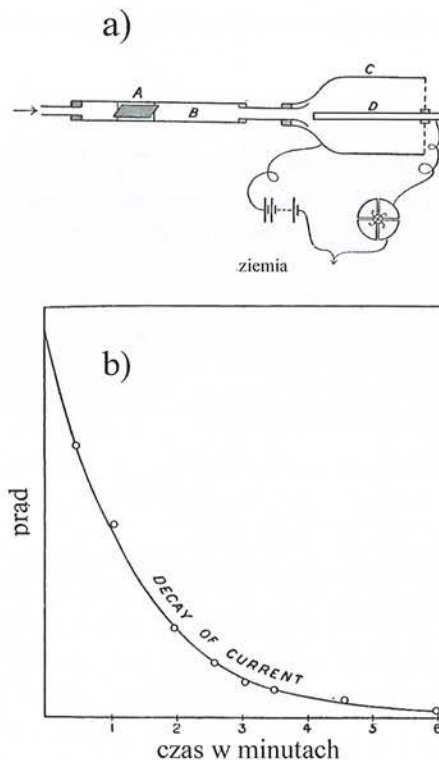 a)
A
B
C
D
ziemia
b)
prąd
DECAY OF CURRENT
1 2 3 4 5 6
czas w minutach